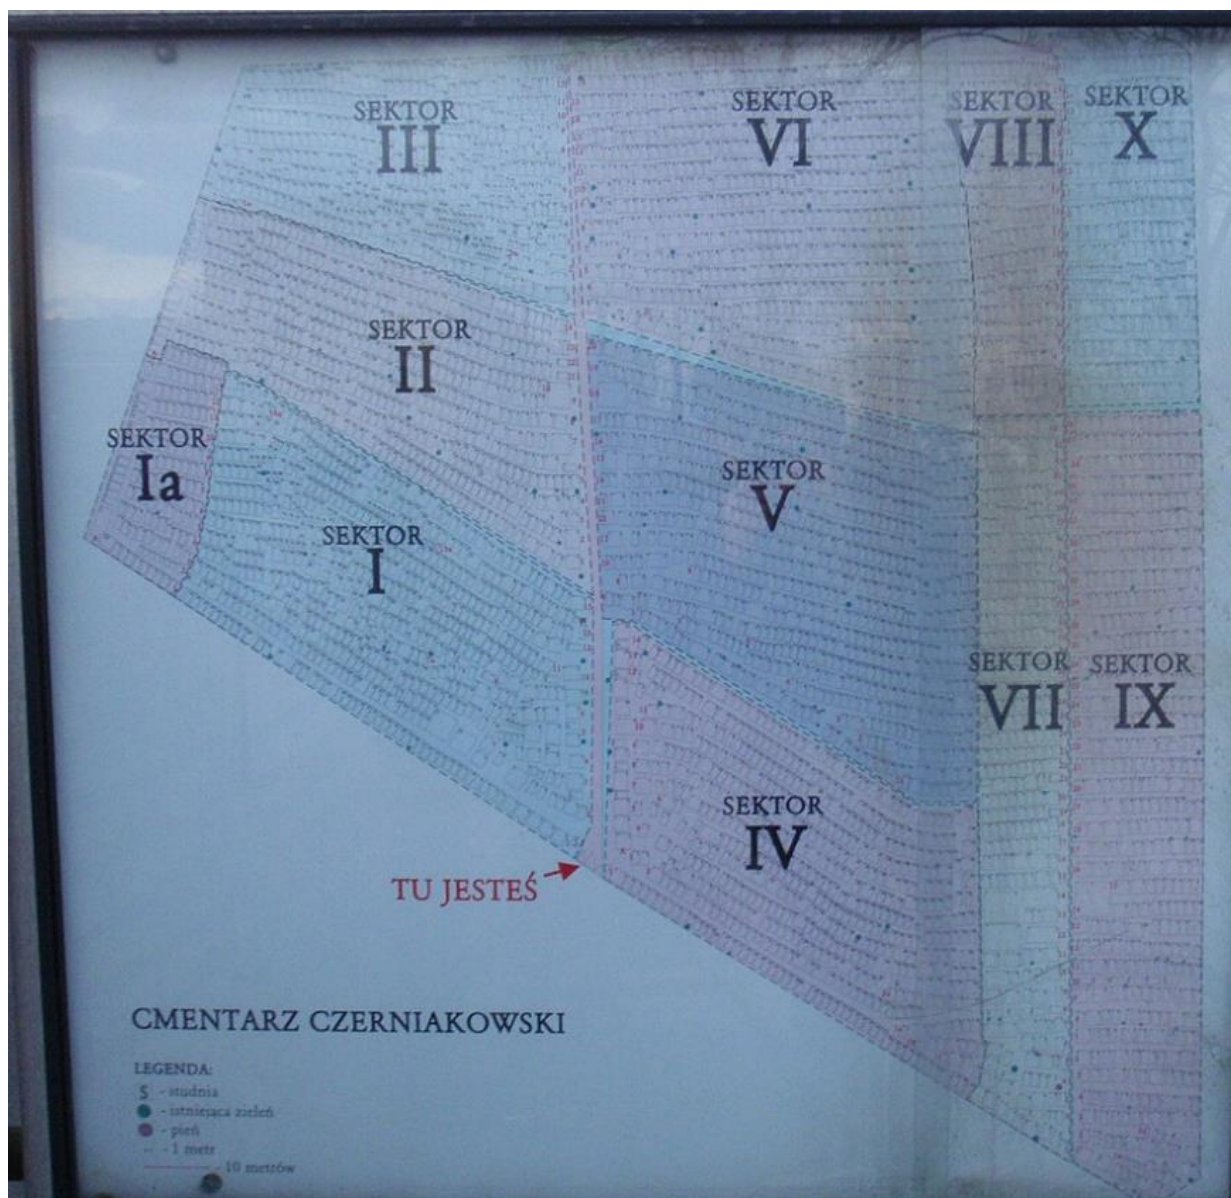 SEKTOR
III
SEKTOR
VI
SEKTOR
VIII
SEKTOR
X
SEKTOR
II
SEKTOR
Ia
SEKTOR
I
SEKTOR
V
SEKTOR
VII
SEKTOR
IX
SEKTOR
IV
TU JESTEŚ
CMENTARZ CZERNIAKOWSKI
LEGENDA:
S - studnia
- istniejąca zieleń
- pień
- 1 metr
- 10 metrów